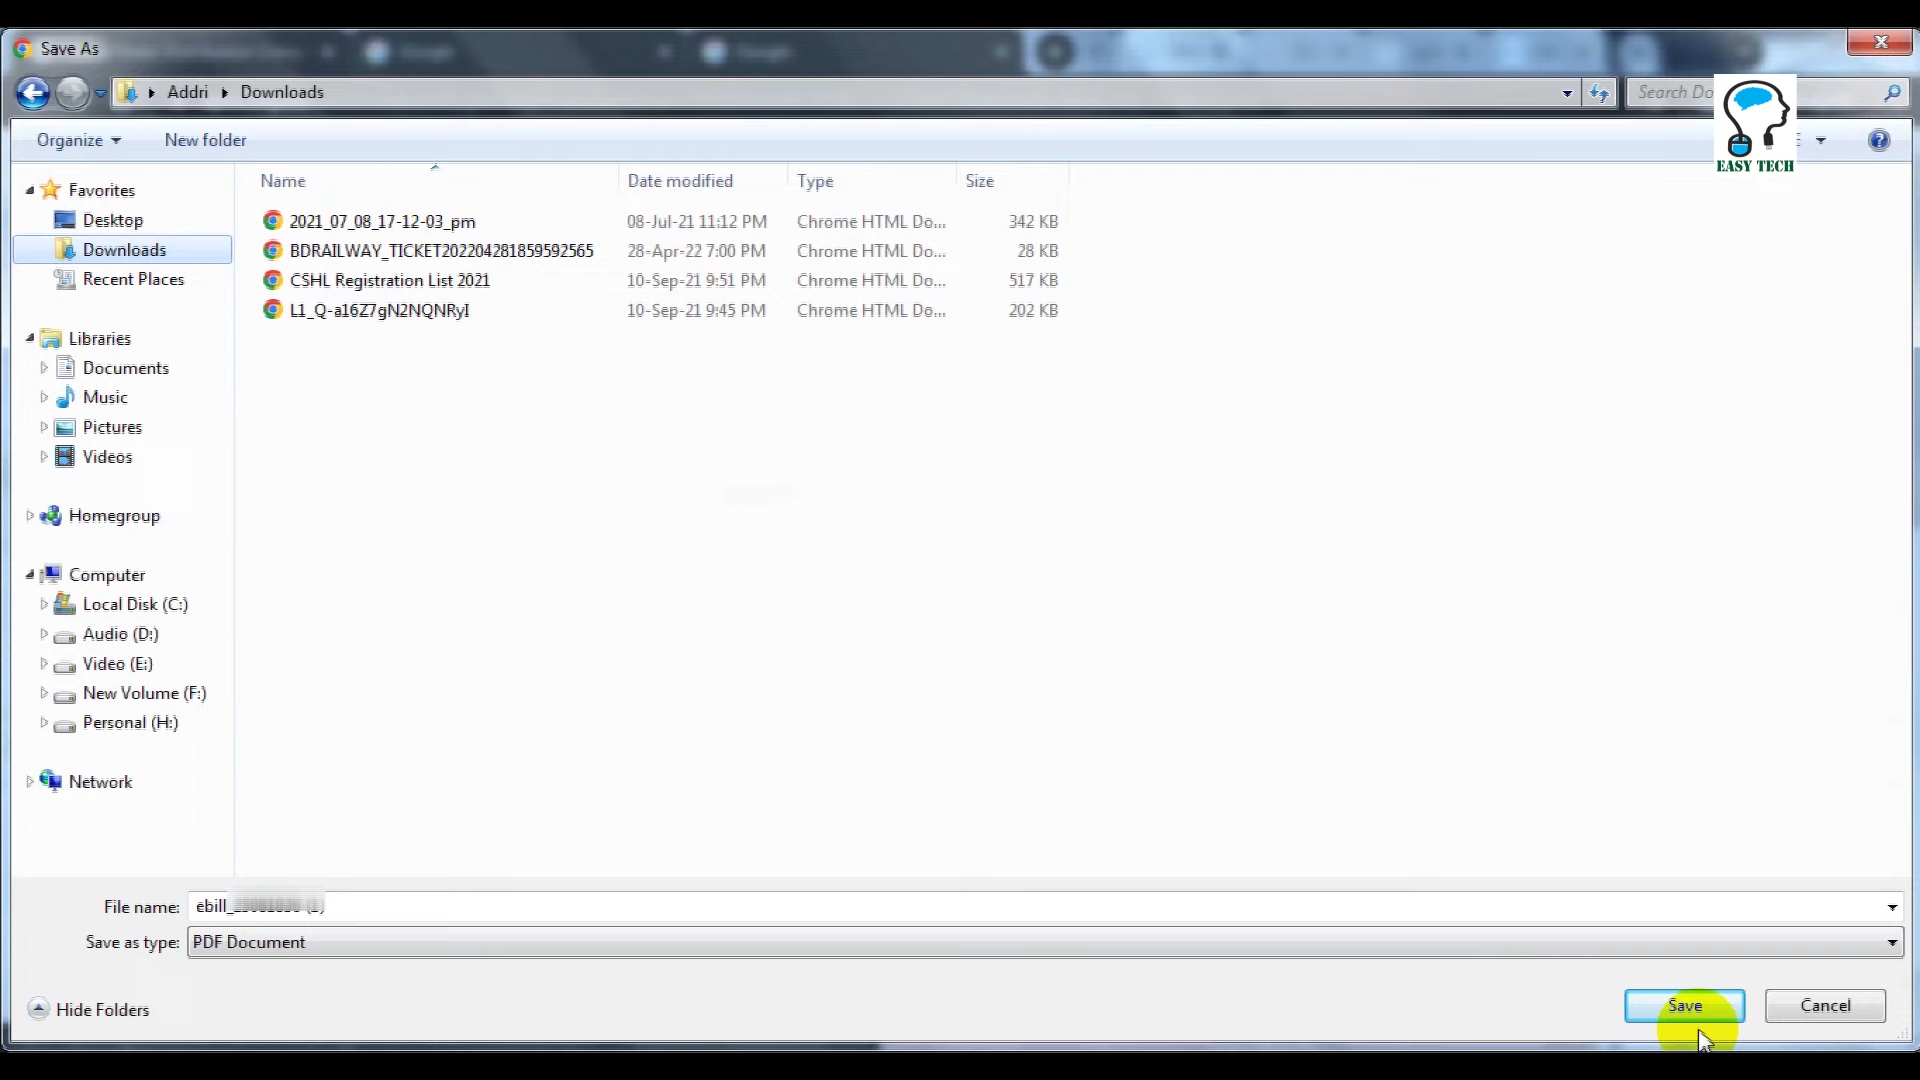 Save As
Addri Downloads
Search Do
EASY TECH
Organize New folder
Name Date modified Type Size
2021_07_08_17-12-03_pm 08-Jul-21 11:12 PM Chrome HTML Do... 342 KB
BDRAILWAY_TICKET202204281859592565 28-Apr-22 7:00 PM Chrome HTML Do... 28 KB
CSHL Registration List 2021 10-Sep-21 9:51 PM Chrome HTML Do... 517 KB
L1_Q-a16Z7gN2NQNRyI 10-Sep-21 9:45 PM Chrome HTML Do... 202 KB
Favorites
Desktop
Downloads
Recent Places
Libraries
Documents
Music
Pictures
Videos
Homegroup
Computer
Local Disk (C:)
Audio (D:)
Video (E:)
New Volume (F:)
Personal (H:)
Network
File name: ebill_
Save as type: PDF Document
Hide Folders
Save Cancel